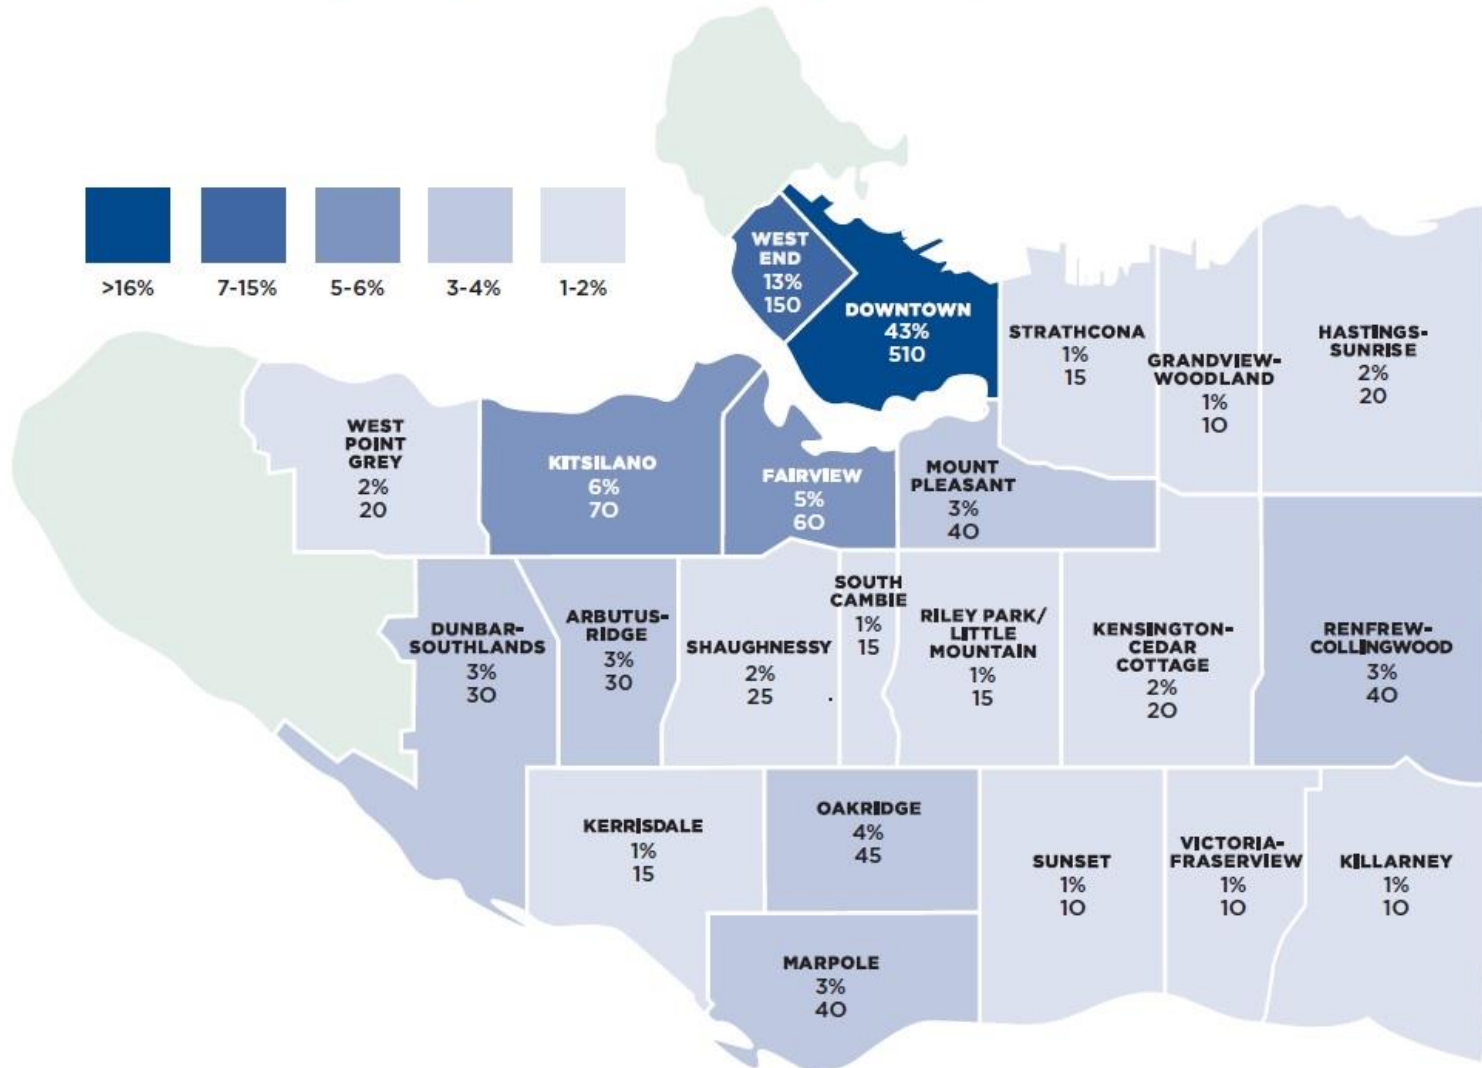 >16%
7-15%
5-6%
3-4%
1-2%
WEST
END
13%
150
DOWNTOWN
43%
510
STRATHCONA
1%
15
GRANDVIEW-
WOODLAND
1%
10
HASTINGS-
SUNRISE
2%
20
WEST
POINT
GREY
2%
20
KITSILANO
6%
70
FAIRVIEW
5%
60
MOUNT
PLEASANT
3%
40
DUNBAR-
SOUTHLANDS
3%
30
ARBUTUS-
RIDGE
3%
30
SHAUGHNESSY
2%
25
SOUTH
CAMBIE
1%
15
RILEY PARK/
LITTLE
MOUNTAIN
1%
15
KENSINGTON-
CEDAR
COTTAGE
2%
20
RENFREW-
COLLINGWOOD
3%
40
KERRISDALE
1%
15
OAKRIDGE
4%
45
SUNSET
1%
10
VICTORIA-
FRASERVIEW
1%
10
KILLARNEY
1%
10
MARPOLE
3%
40